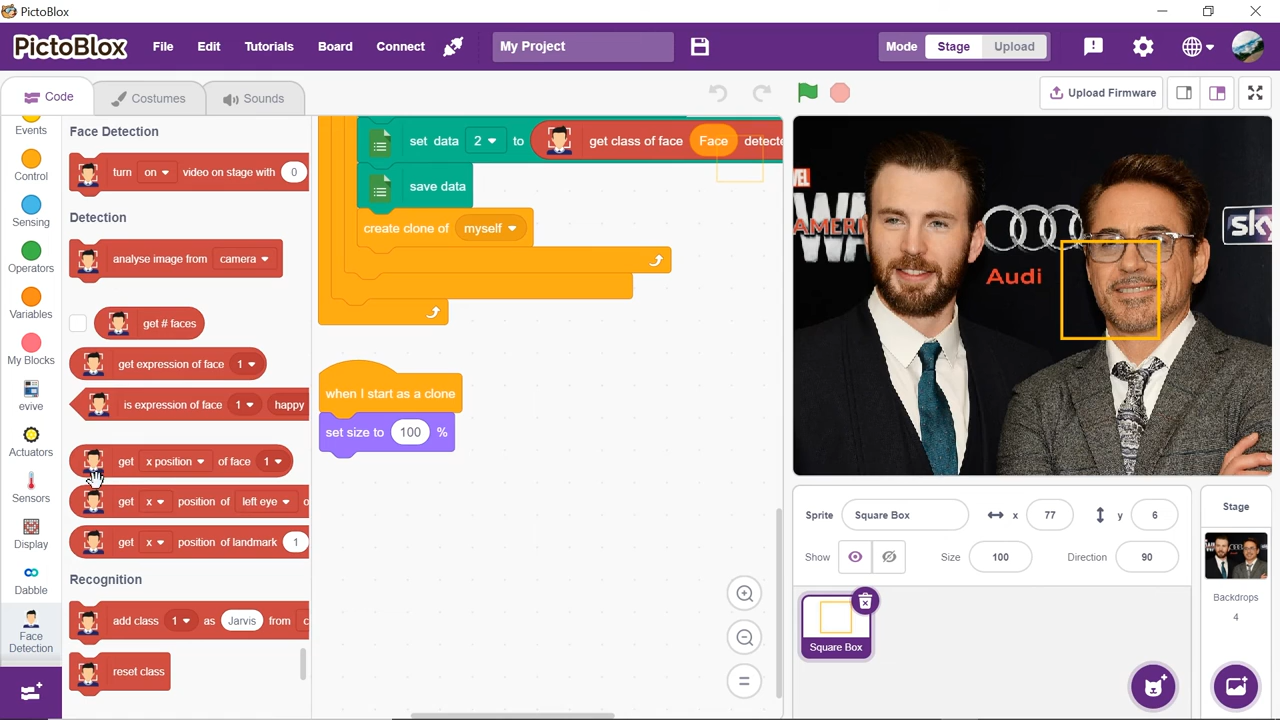 PictoBlox
PictoBlox File Edit Tutorials Board Connect My Project Mode Stage Upload
Code Costumes Sounds Upload Firmware
Events
Control
Sensing
Operators
Variables
My Blocks
evive
Actuators
Sensors
Display
Dabble
Face
Detection
Face Detection
turn on video on stage with 0
Detection
analyse image from camera
get # faces
get expression of face 1
is expression of face 1 happy
get x position of face 1
get x position of left eye o
get x position of landmark 1
Recognition
add class 1 as Jarvis from c
reset class
set data 2 to get class of face Face detecte
save data
create clone of myself
when I start as a clone
set size to 100 %
AMERI
Audi
sky
Sprite Square Box x 77 y 6
Show Size 100 Direction 90
Square Box
Stage
Backdrops
4